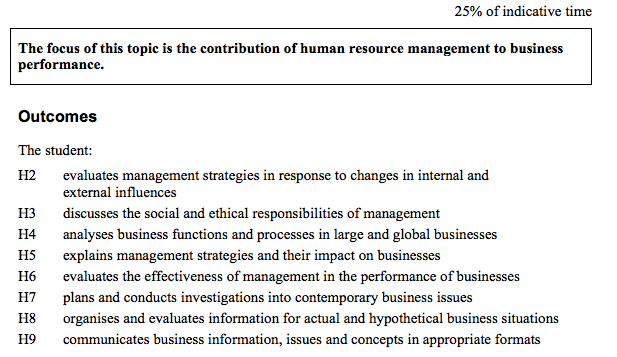 25% of indicative time
The focus of this topic is the contribution of human resource management to business
performance.
Outcomes
The student:
H2 evaluates management strategies in response to changes in internal and
external influences
H3 discusses the social and ethical responsibilities of management
H4 analyses business functions and processes in large and global businesses
H5 explains management strategies and their impact on businesses
H6 evaluates the effectiveness of management in the performance of businesses
H7 plans and conducts investigations into contemporary business issues
H8 organises and evaluates information for actual and hypothetical business situations
H9 communicates business information, issues and concepts in appropriate formats